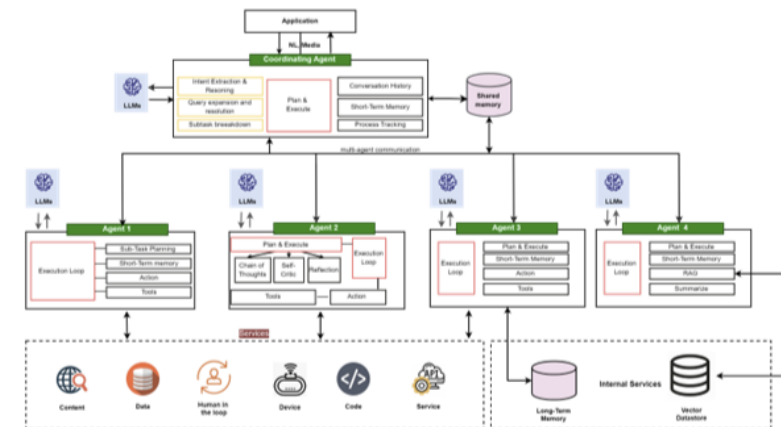 Application
NL, Media
Coordinating Agent
LLMs
Intent Extraction &
Resoning
Query expansion and
resolution
Subtask breakdown
Plan &
Execute
Conversation History
Short-Term Memory
Process Tracking
Shared
memory
multi-agent communication
LLMs
LLMs
LLMs
LLMs
Agent 1
Execution Loop
Sub-Task Planning
Short-Term memory
Action
Tools
Agent 2
Plan & Execute
Chain of
Thoughts
Self-
Critic
Reflection
Execution
Loop
Tools
Action
Agent 3
Execution
Loop
Plan & Execute
Short-Term Memory
Action
Tools
Agent 4
Execution
Loop
Plan & Execute
Short-Term Memory
RAG
Summarize
Services
Content
Data
Human in
the loop
Device
Code
API
Service
Long-Term
Memory
Internal Services
Vector
Datastore